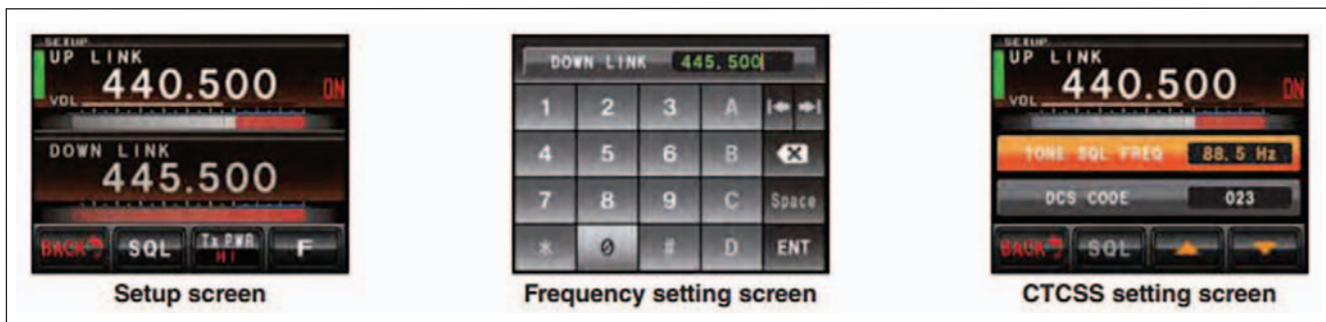 SETUP
UP LINK
440.500
DN
VOL
DOWN LINK
445.500
BACK SQL Tx PWR HI F
Setup screen
DOWN LINK 445.500
1 2 3 A
4 5 6 B
7 8 9 C Space
* 0 # D ENT
Frequency setting screen
SETUP
UP LINK
440.500
DN
VOL
TONE SQL FREQ 88.5 Hz
DCS CODE 023
BACK SQL
CTCSS setting screen